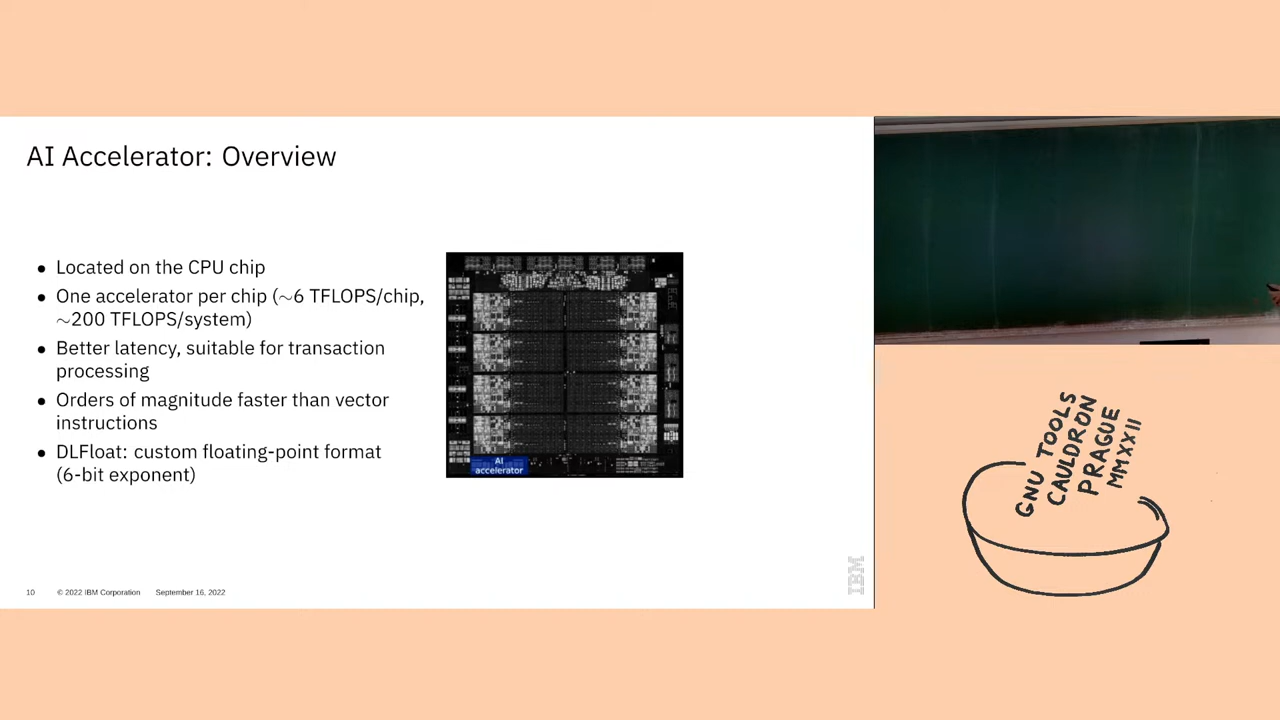 AI Accelerator: Overview
• Located on the CPU chip
• One accelerator per chip (∼6 TFLOPS/chip,
∼200 TFLOPS/system)
• Better latency, suitable for transaction
processing
• Orders of magnitude faster than vector
instructions
• DLFloat: custom floating-point format
(6-bit exponent)
AI
accelerator
10 © 2022 IBM Corporation September 16, 2022
IBM
GNU TOOLS
CAULDRON
PRAGUE
MMXXII